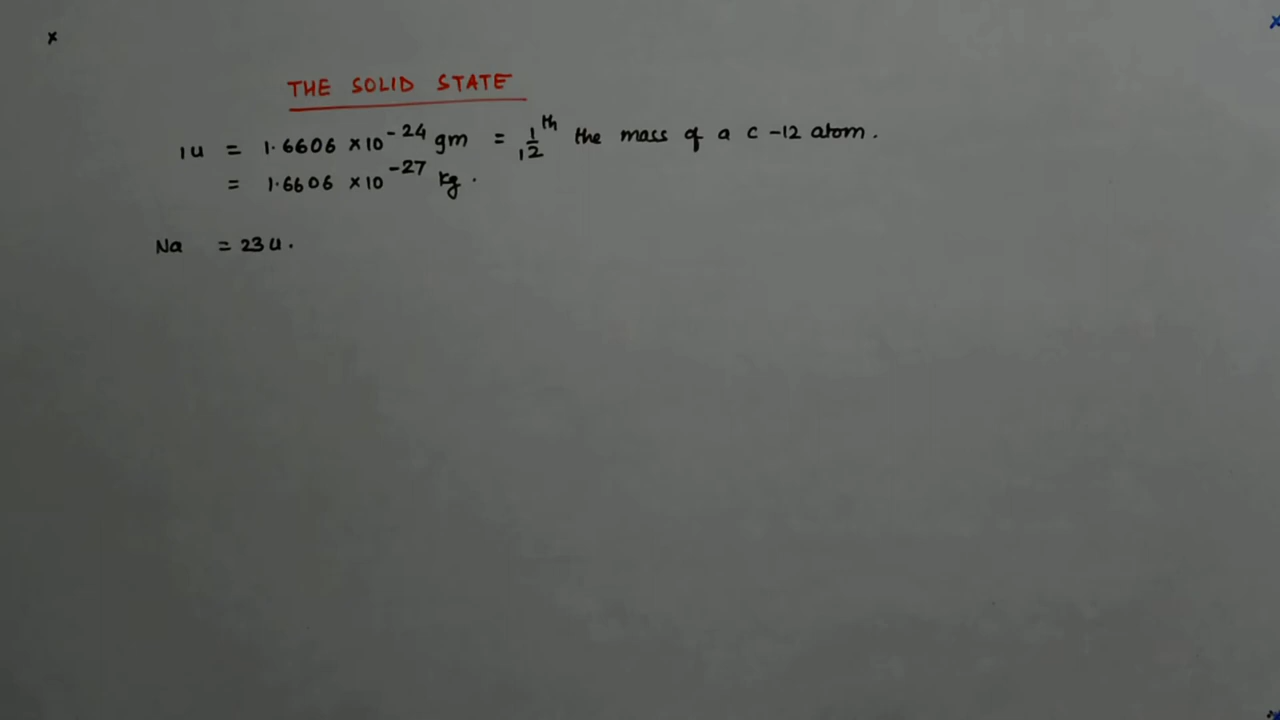 THE SOLID STATE
1u = 1.6606 ×10⁻²⁴ gm = 1/12 th the mass of a c-12 atom.
= 1.6606 ×10⁻²⁷ kg.
Na = 23u.